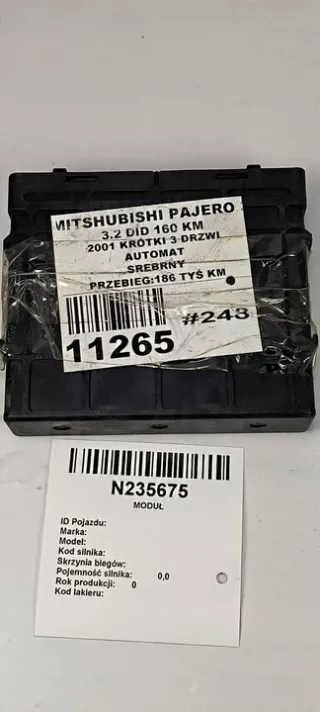 MITSHUBISHI PAJERO
3.2 DID 160 KM
2001 KRÓTKI 3 DRZWI
AUTOMAT
SREBRNY
PRZEBIEG:186 TYŚ KM
#248
11265
N235675
MODUŁ
ID Pojazdu:
Marka:
Model:
Kod silnika:
Skrzynia biegów:
Pojemność silnika: 0,0
Rok produkcji: 0
Kod lakieru: